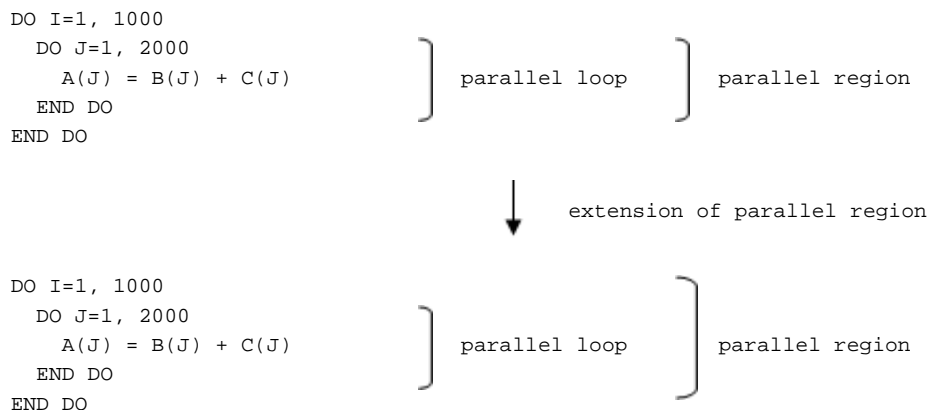 DO I=1, 1000
DO J=1, 2000
A(J) = B(J) + C(J) parallel loop parallel region
END DO
END DO
extension of parallel region
DO I=1, 1000
DO J=1, 2000
A(J) = B(J) + C(J) parallel loop parallel region
END DO
END DO